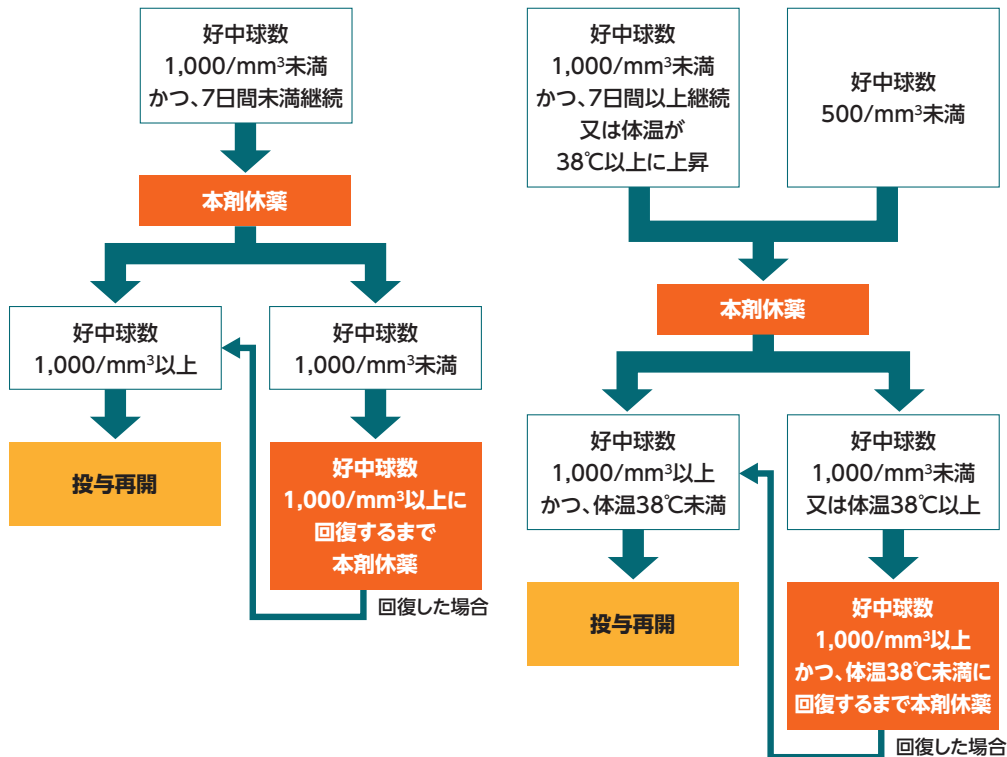 好中球数
1,000/mm³未満
かつ、7日間未満継続
本剤休薬
好中球数
1,000/mm³以上
好中球数
1,000/mm³未満
投与再開
好中球数
1,000/mm³以上に
回復するまで
本剤休薬
回復した場合
好中球数
1,000/mm³未満
かつ、7日間以上継続
又は体温が
38℃以上に上昇
好中球数
500/mm³未満
本剤休薬
好中球数
1,000/mm³以上
かつ、体温38℃未満
好中球数
1,000/mm³未満
又は体温38℃以上
投与再開
好中球数
1,000/mm³以上
かつ、体温38℃未満に
回復するまで本剤休薬
回復した場合